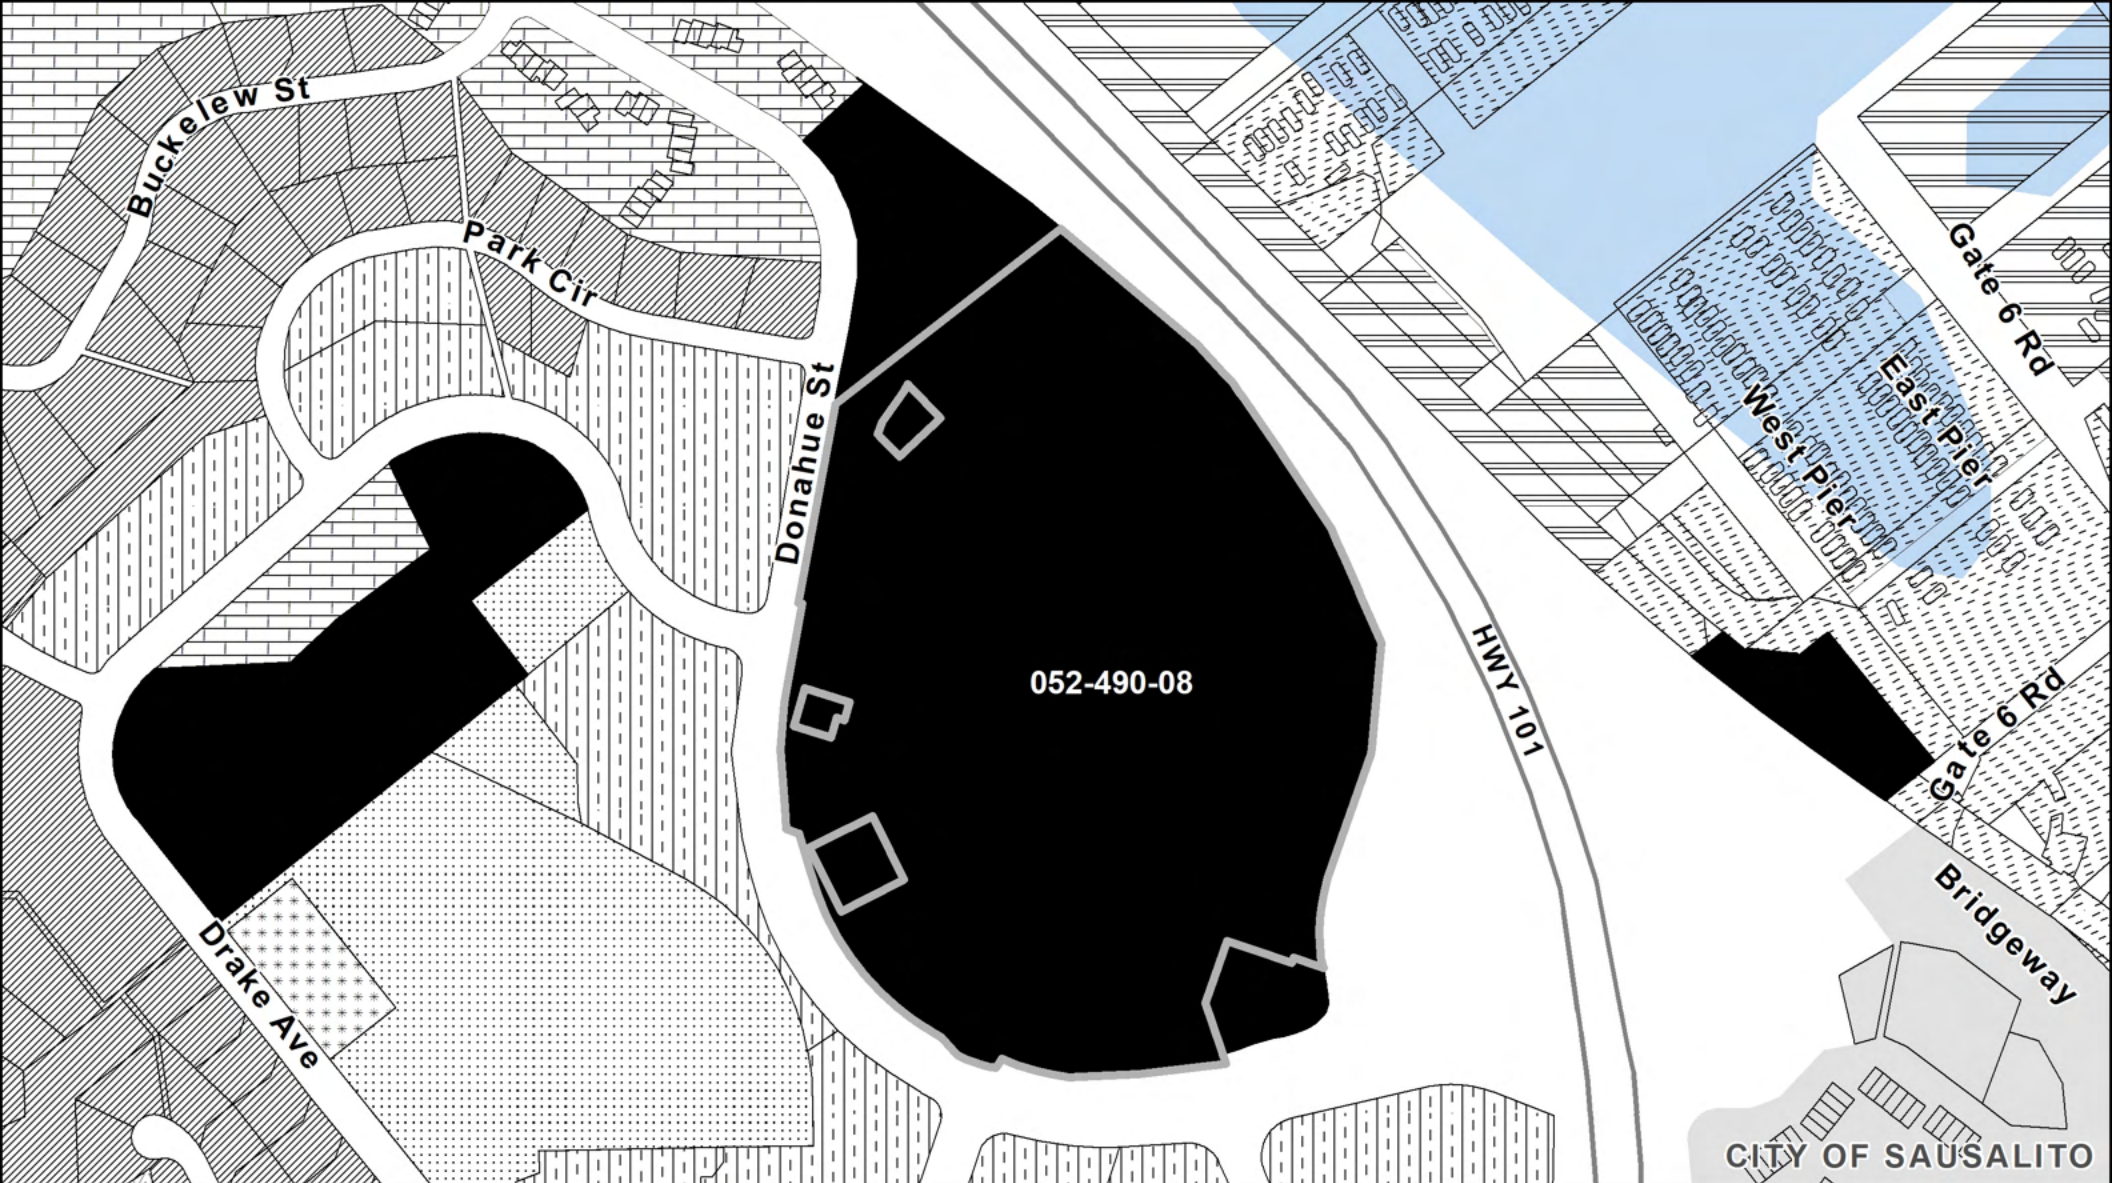 Buckelew St
Park Cir
Donahue St
Gate 6 Rd
East Pier
West Pier
052-490-08
HWY 101
Gate 6 Rd
Bridgeway
Drake Ave
CITY OF SAUSALITO